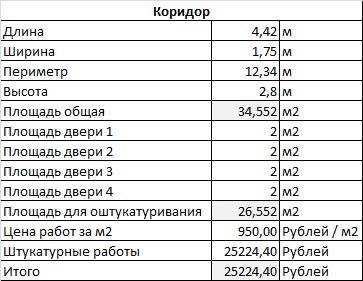 Коридор
Длина 4,42 м
Ширина 1,75 м
Периметр 12,34 м
Высота 2,8 м
Площадь общая 34,552 м2
Площадь двери 1 2 м2
Площадь двери 2 2 м2
Площадь двери 3 2 м2
Площадь двери 4 2 м2
Площадь для оштукатуривания 26,552 м2
Цена работ за м2 950,00 Рублей / м2
Штукатурные работы 25224,40 Рублей
Итого 25224,40 Рублей